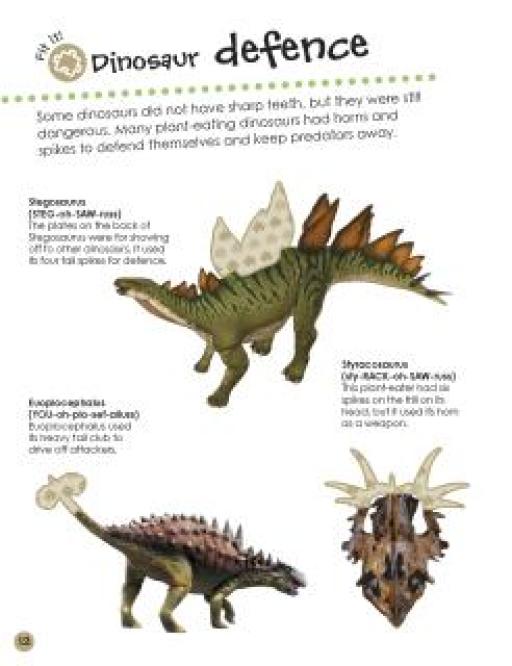 Fit it!
Dinosaur defence
Some dinosaurs did not have sharp teeth, but they were still
dangerous. Many plant-eating dinosaurs had horns and
spikes to defend themselves and keep predators away.
Stegosaurus
(STEG-oh-SAW-russ)
The plates on the back of
Stegosaurus were for showing
off to other dinosaurs. It used
its four tail spikes for defence.
Styracosaurus
(sty-RACK-oh-SAW-russ)
This plant-eater had six
spikes on the frill on its
head, but it used its horn
as a weapon.
Euoplocephalus
(YOU-oh-plo-sef-alluss)
Euoplocephalus used
its heavy tail club to
drive off attackers.
12